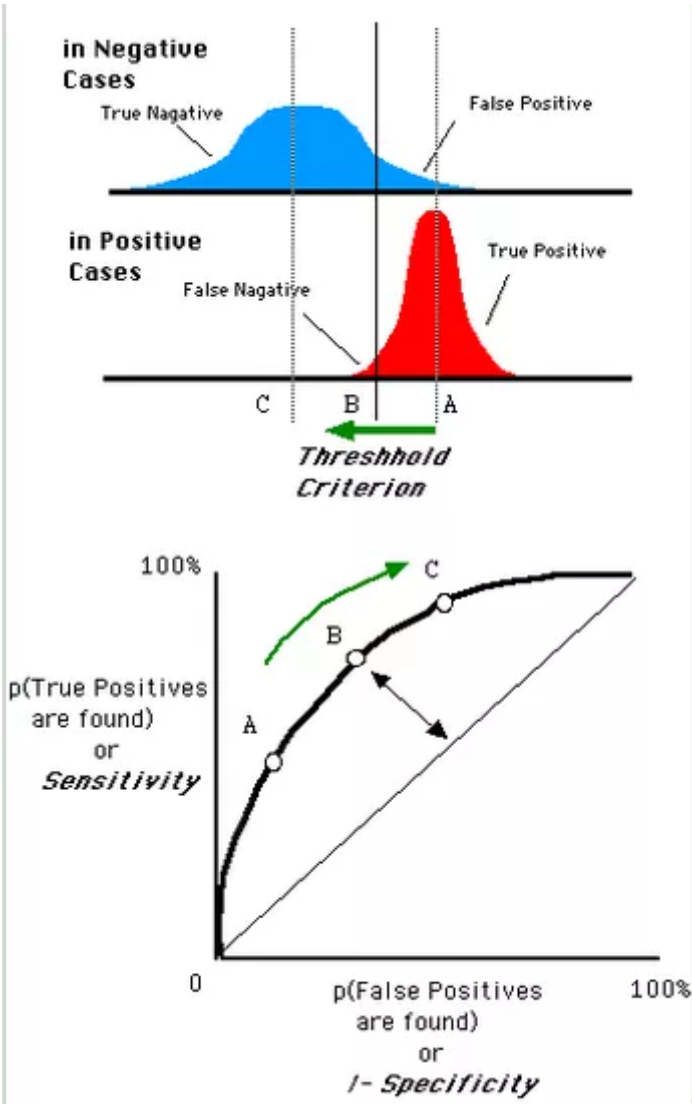 in Negative
Cases
True Nagative
False Positive
in Positive
Cases
True Positive
False Nagative
C B A
Threshhold
Criterion
100%
C
B
p(True Positives
are found)
A
or
Sensitivity
0
p(False Positives
100%
are found)
or
1- Specificity